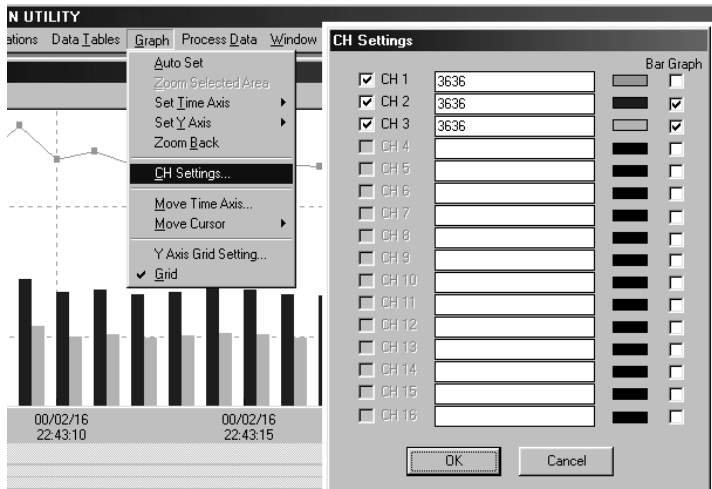 N UTILITY
ations Data Tables Graph Process Data Window
Auto Set
Zoom Selected Area
Set Time Axis
Set Y Axis
Zoom Back
CH Settings...
Move Time Axis...
Move Cursor
Y Axis Grid Setting...
Grid
00/02/16 00/02/16
22:43:10 22:43:15
CH Settings
Bar Graph
CH 1 3636
CH 2 3636
CH 3 3636
CH 4
CH 5
CH 6
CH 7
CH 8
CH 9
CH 10
CH 11
CH 12
CH 13
CH 14
CH 15
CH 16
OK Cancel